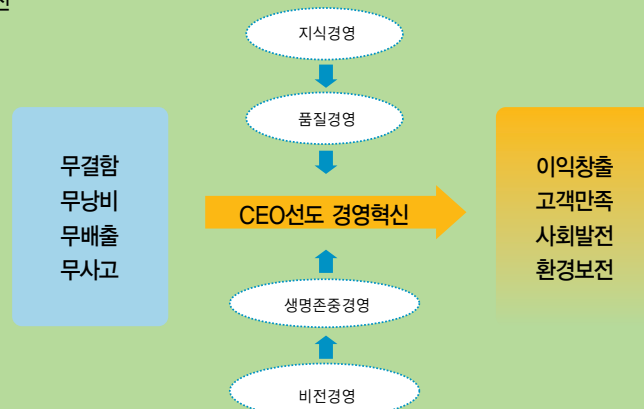 지식경영
품질경영
무결함
무낭비
무배출
무사고
CEO선도 경영혁신
이익창출
고객만족
사회발전
환경보전
생명존중경영
비전경영